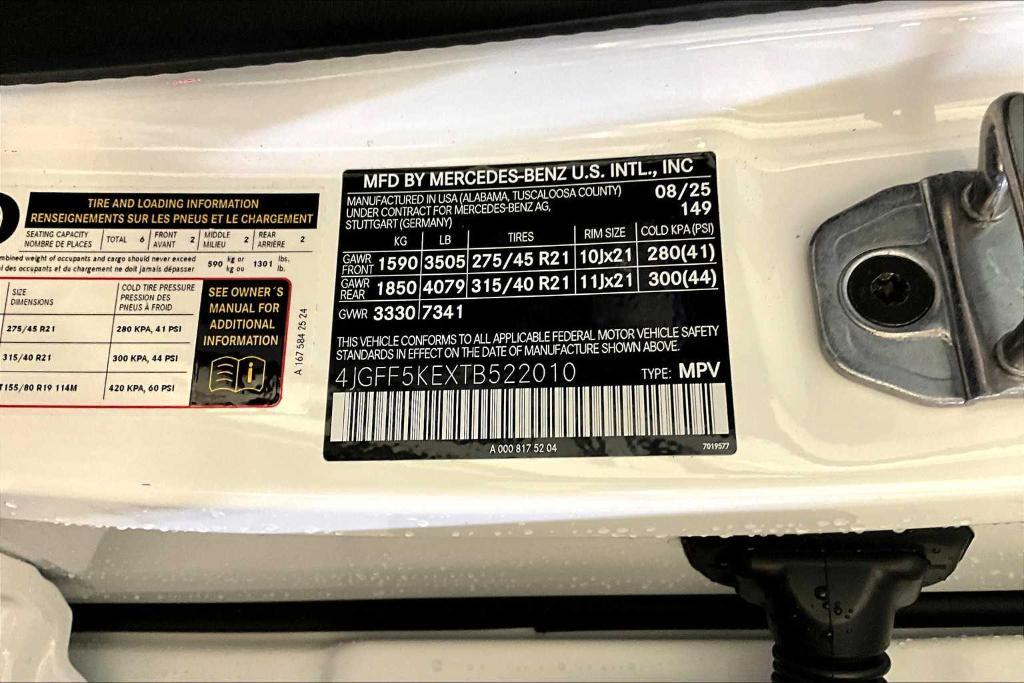 TIRE AND LOADING INFORMATION
RENSEIGNEMENTS SUR LES PNEUS ET LE CHARGEMENT
SEATING CAPACITY
NOMBRE DE PLACES
TOTAL 6
FRONT
AVANT 2
MIDDLE
MILIEU 2
REAR
ARRIÈRE 2
weight of occupants and cargo should never exceed
des occupants et du chargement ne doit jamais dépasser
590 kg or
kg ou
1301 lbs.
lb.
SIZE
DIMENSIONS
COLD TIRE PRESSURE
PRESSION DES
PNEUS À FROID
275/45 R21
280 KPA, 41 PSI
315/40 R21
300 KPA, 44 PSI
T155/80 R19 114M
420 KPA, 60 PSI
SEE OWNER´S
MANUAL FOR
ADDITIONAL
INFORMATION
A 167 584 25 24
MFD BY MERCEDES-BENZ U.S. INTL., INC
MANUFACTURED IN USA (ALABAMA, TUSCALOOSA COUNTY) 08/25
UNDER CONTRACT FOR MERCEDES-BENZ AG, 149
STUTTGART (GERMANY)
KG LB TIRES RIM SIZE COLD KPA(PSI)
GAWR
FRONT 1590 3505 275/45 R21 10Jx21 280(41)
GAWR
REAR 1850 4079 315/40 R21 11Jx21 300(44)
GVWR 3330 7341
THIS VEHICLE CONFORMS TO ALL APPLICABLE FEDERAL MOTOR VEHICLE SAFETY
STANDARDS IN EFFECT ON THE DATE OF MANUFACTURE SHOWN ABOVE.
4JGFF5KEXTB522010 TYPE: MPV
A 000 817 52 04
7019577